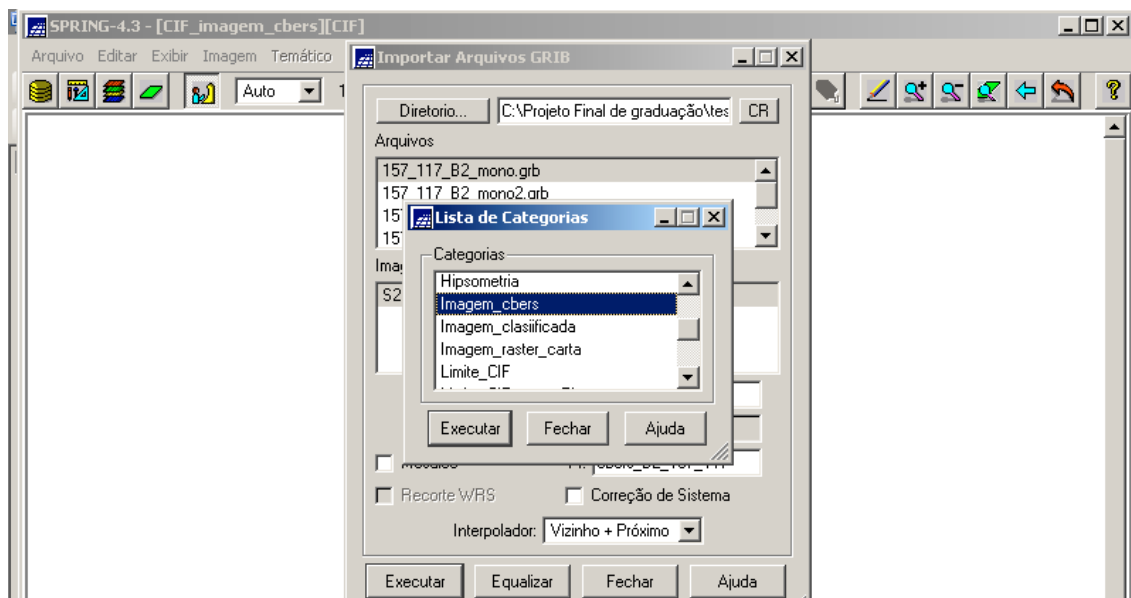 SPRING-4.3 - [CIF_imagem_cbers][CIF]
Arquivo Editar Exibir Imagem Temático
Auto
Importar Arquivos GRIB
Diretorio... C:\Projeto Final de graduação\tes CR
Arquivos
157_117_B2_mono.grb
157_117_B2_mono2.grb
Lista de Categorias
Categorias
Hipsometria
Imagem_cbers
Imagem_clasiificada
Imagem_raster_carta
Limite_CIF
Executar Fechar Ajuda
Recorte WRS Correção de Sistema
Interpolador: Vizinho + Próximo
Executar Equalizar Fechar Ajuda